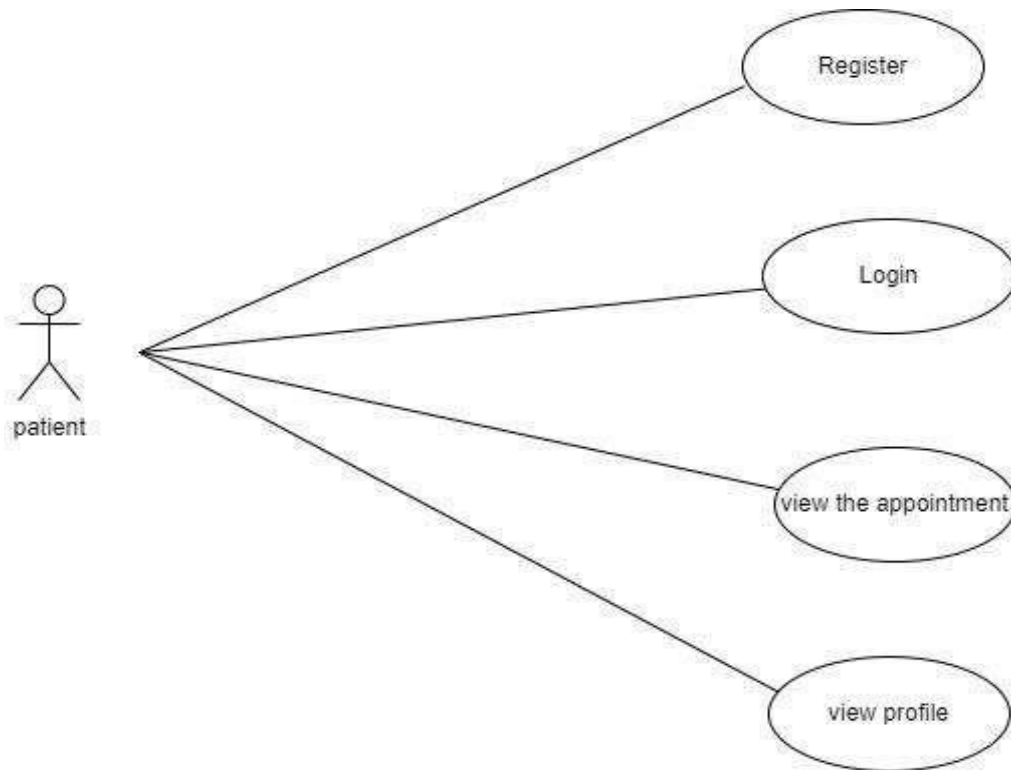 Register
Login
patient
view the appointment
view profile